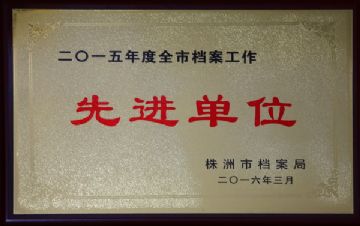 二〇一五年度全市档案工作
先进单位
株洲市档案局
二〇一六年三月